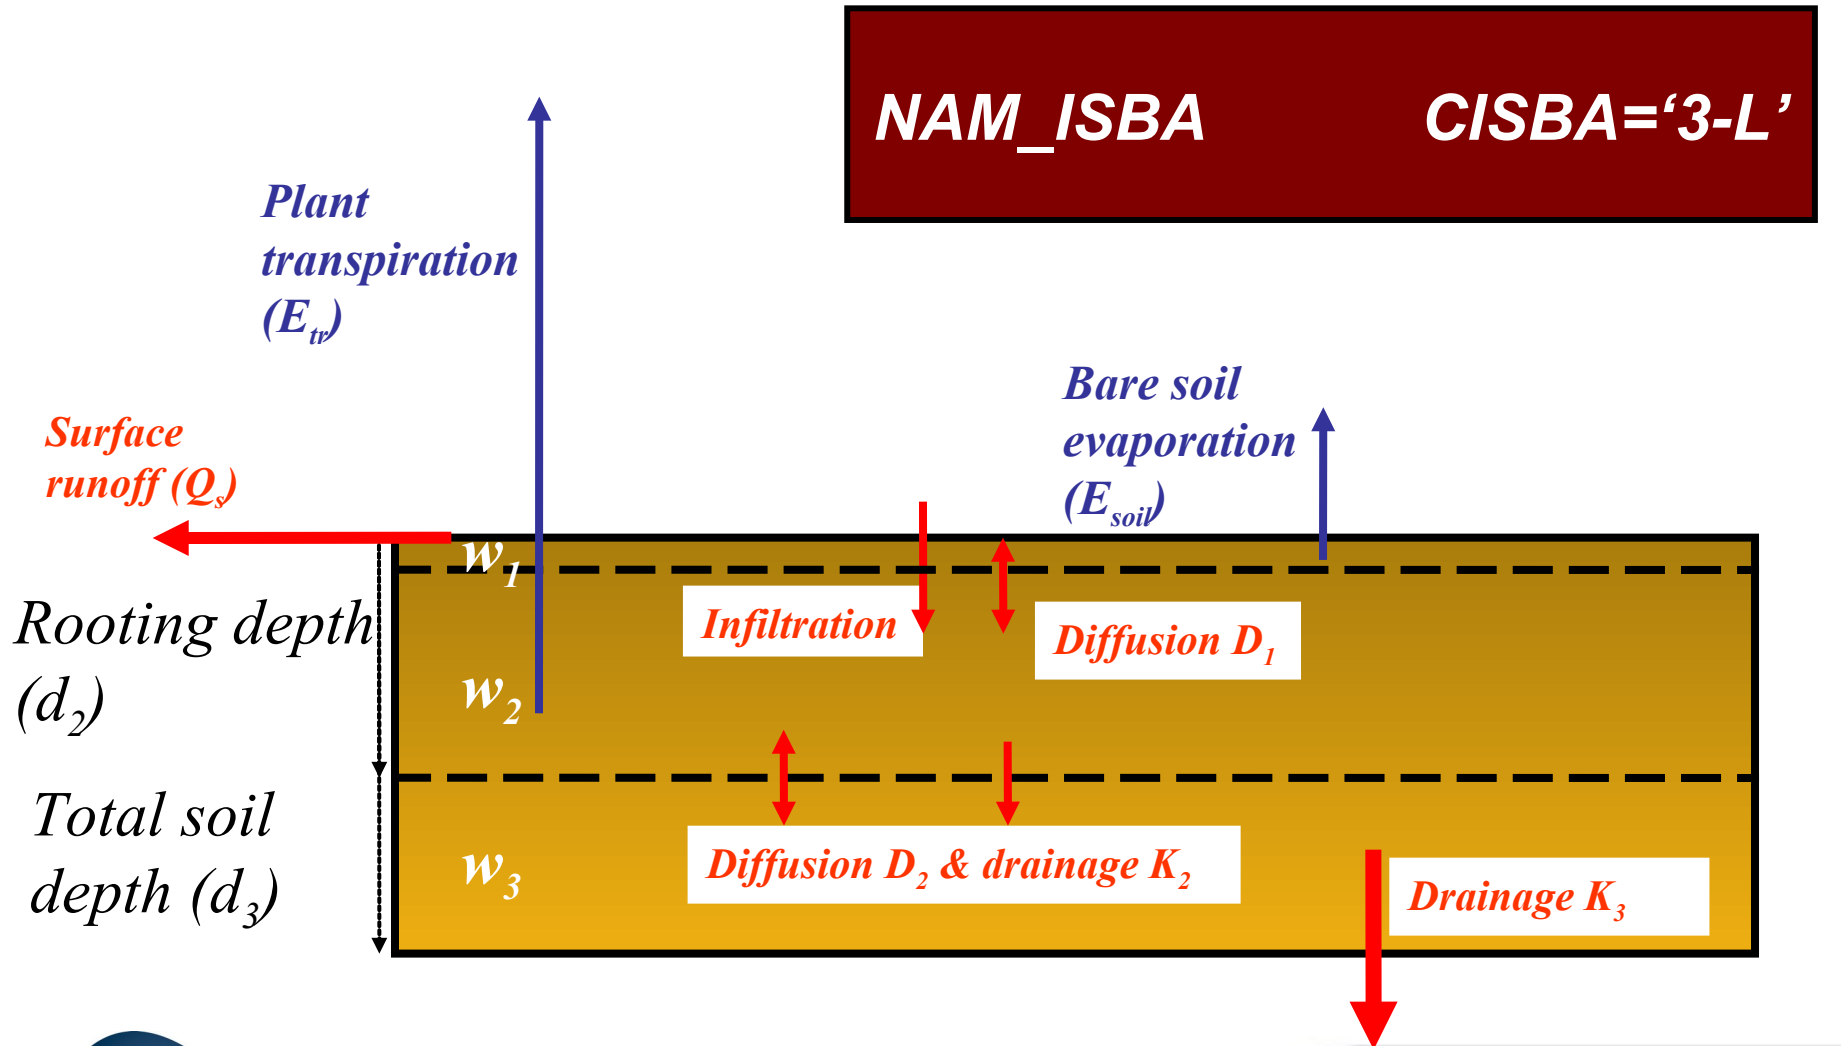 NAM_ISBA CISBA=‘3-L’
Plant
transpiration
(Etr)
Bare soil
evaporation
(Esoil)
Surface
runoff (Qs)
w1
Rooting depth
(d2)
Infiltration
Diffusion D1
w2
Total soil
depth (d3)
w3
Diffusion D2 & drainage K2
Drainage K3